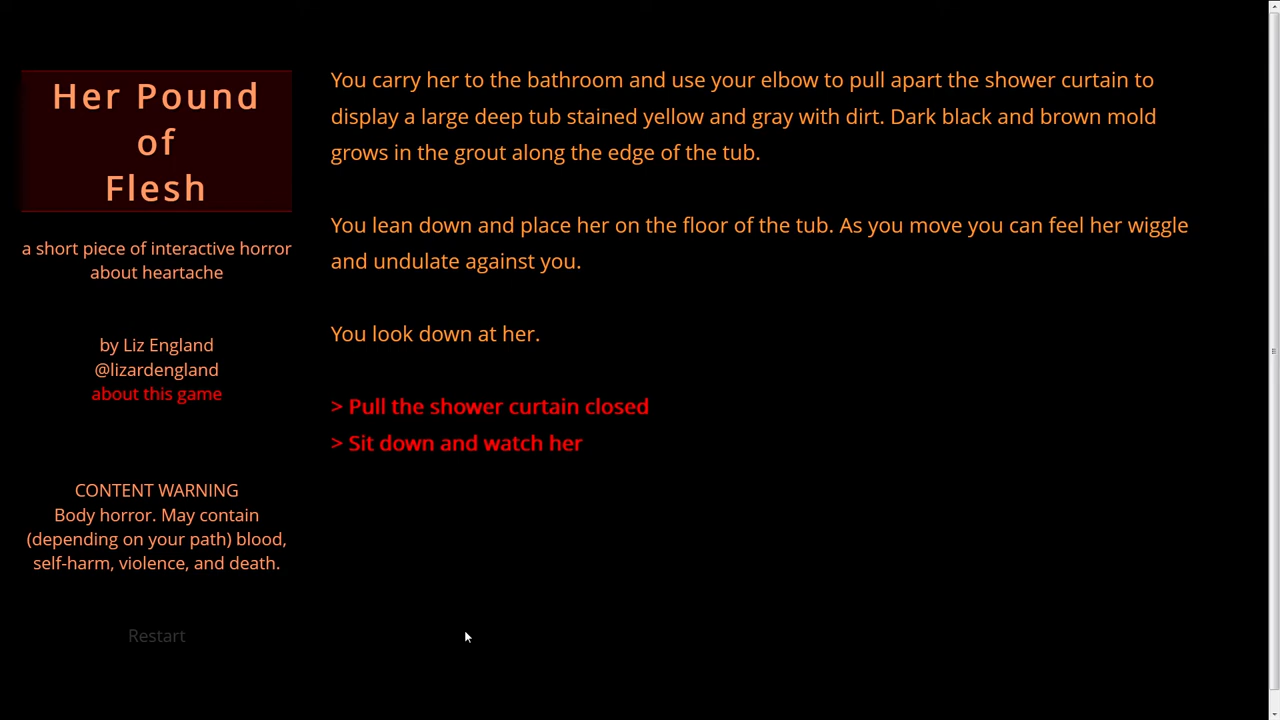 Her Pound
of
Flesh
a short piece of interactive horror
about heartache
by Liz England
@lizardengland
about this game
CONTENT WARNING
Body horror. May contain
(depending on your path) blood,
self-harm, violence, and death.
Restart
You carry her to the bathroom and use your elbow to pull apart the shower curtain to
display a large deep tub stained yellow and gray with dirt. Dark black and brown mold
grows in the grout along the edge of the tub.
You lean down and place her on the floor of the tub. As you move you can feel her wiggle
and undulate against you.
You look down at her.
> Pull the shower curtain closed
> Sit down and watch her